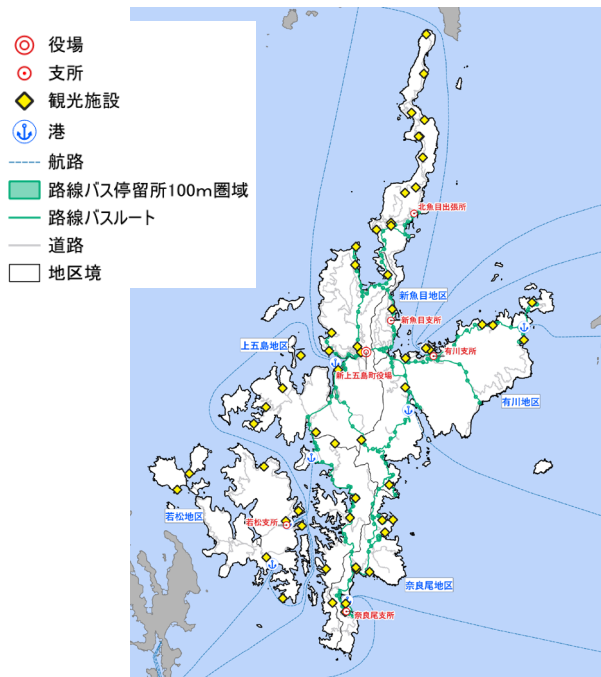 役場
支所
観光施設
港
航路
路線バス停留所100m圏域
路線バスルート
道路
地区境
北魚目出張所
新魚目地区
新魚目支所
上五島地区
有川支所
新上五島町役場
有川地区
若松地区
若松支所
奈良尾地区
奈良尾支所